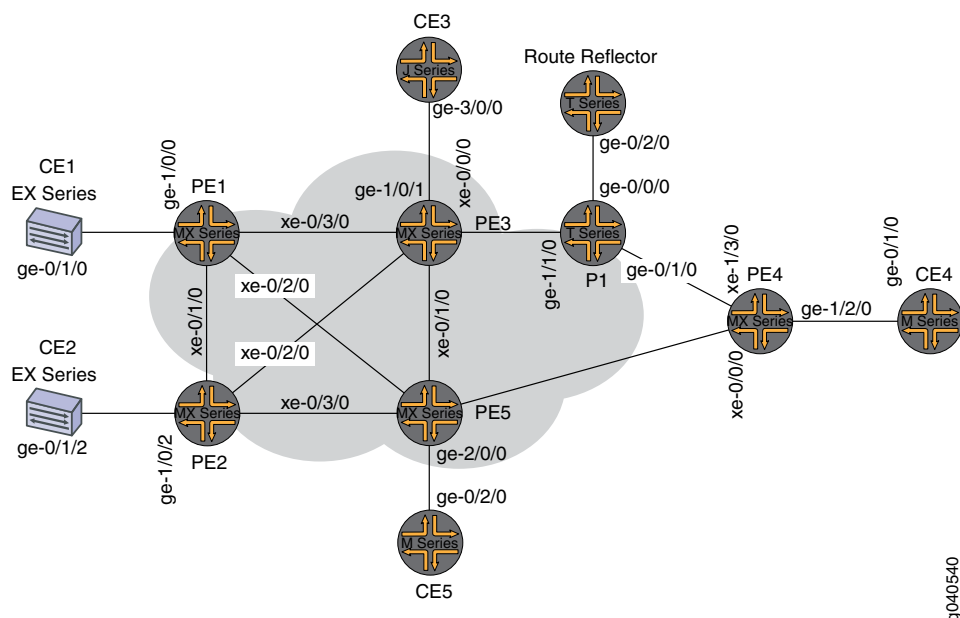 CE3
J Series
ge-3/0/0
Route Reflector
T Series
ge-0/2/0
CE1
EX Series
ge-0/1/0
ge-1/0/0
PE1
MX Series
xe-0/3/0
ge-1/0/1
xe-0/0/0
MX Series
PE3
ge-0/0/0
T Series
ge-1/1/0
P1
ge-0/1/0
xe-1/3/0
PE4
MX Series
xe-0/0/0
ge-1/2/0
ge-0/1/0
CE4
M Series
xe-0/2/0
xe-0/1/0
xe-0/2/0
xe-0/1/0
CE2
EX Series
ge-0/1/2
MX Series
ge-1/0/2
PE2
xe-0/3/0
MX Series
PE5
ge-2/0/0
ge-0/2/0
M Series
CE5
g040540